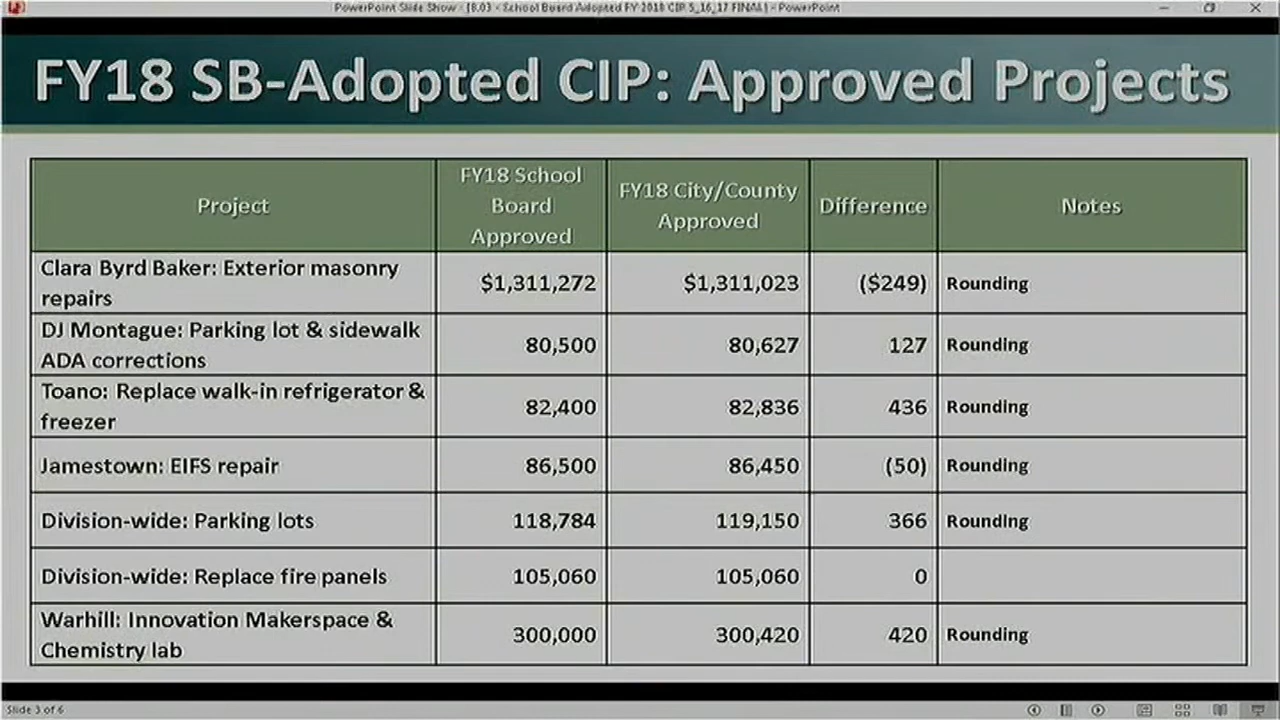 PowerPoint Slide Show - [8.03 - School Board Adopted FY 2018 CIP 5_16_17 FINAL] - PowerPoint
FY18 SB-Adopted CIP: Approved Projects
Project
FY18 School
Board
Approved
FY18 City/County
Approved
Difference
Notes
Clara Byrd Baker: Exterior masonry
repairs
$1,311,272
$1,311,023
($249)
Rounding
DJ Montague: Parking lot & sidewalk
ADA corrections
80,500
80,627
127
Rounding
Toano: Replace walk-in refrigerator &
freezer
82,400
82,836
436
Rounding
Jamestown: EIFS repair
86,500
86,450
(50)
Rounding
Division-wide: Parking lots
118,784
119,150
366
Rounding
Division-wide: Replace fire panels
105,060
105,060
0
Warhill: Innovation Makerspace &
Chemistry lab
300,000
300,420
420
Rounding
Slide 3 of 6